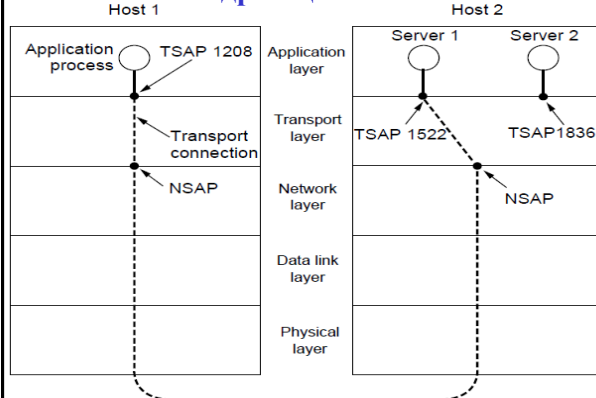 Host 1
Host 2
Application
process
TSAP 1208
Application
layer
Server 1
Server 2
Transport
connection
Transport
layer
TSAP 1522
TSAP1836
NSAP
Network
layer
NSAP
Data link
layer
Physical
layer